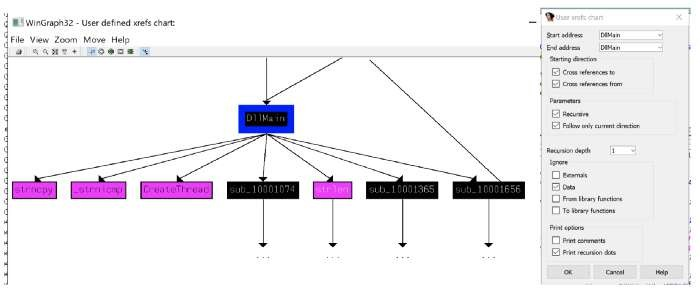 WinGraph32 - User defined xrefs chart:
File View Zoom Move Help
DllMain
strncpy _strnicmp CreateThread sub_10001074 strlen sub_10001365 sub_10001656
... ... ... ...
User xrefs chart
Start address DllMain
End address DllMain
Starting direction
Cross references to
Cross references from
Parameters
Recursive
Follow only current direction
Recursion depth 1
Ignore
Externals
Data
From library functions
To library functions
Print options
Print comments
Print recursion dots
OK Cancel Help